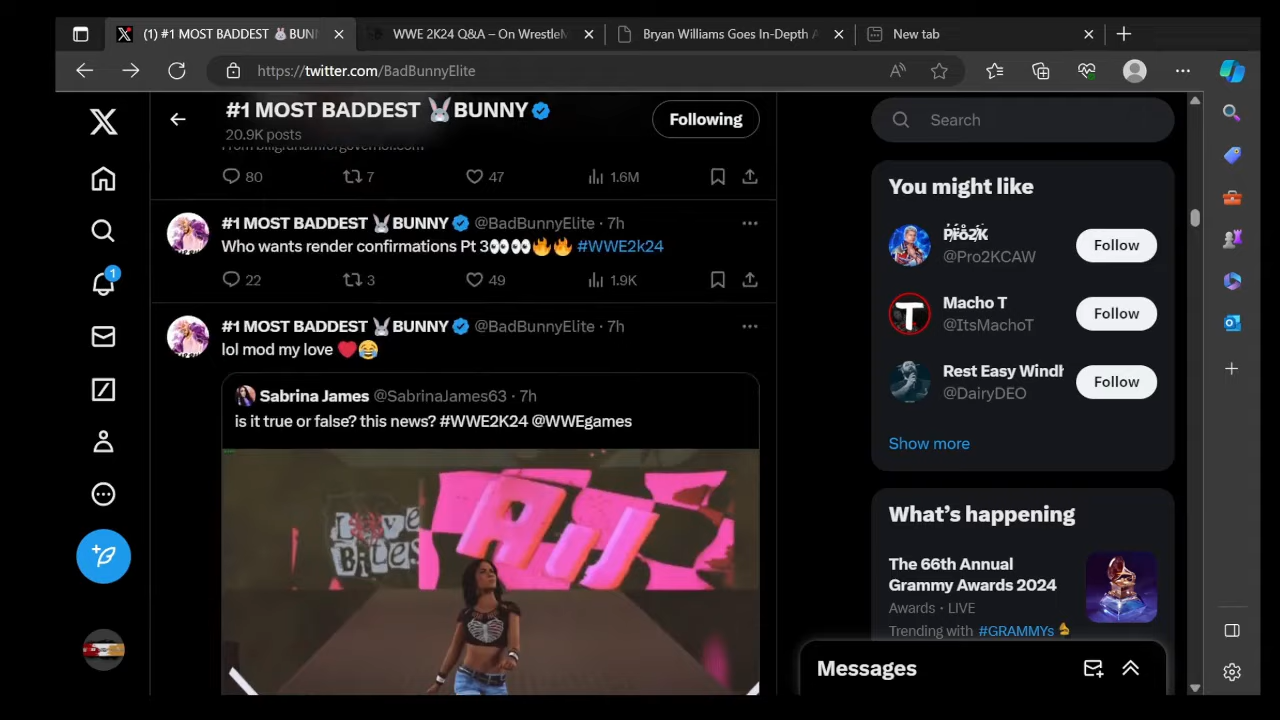 (1) #1 MOST BADDEST 🐰BUN
WWE 2K24 Q&A – On WrestleM
Bryan Williams Goes In-Depth A
New tab
https://twitter.com/BadBunnyElite
#1 MOST BADDEST 🐰BUNNY
20.9K posts
Following
From billgrahamforgovernor.com
80
7
47
1.6M
#1 MOST BADDEST 🐰BUNNY @BadBunnyElite · 7h
Who wants render confirmations Pt 3👀👀🔥🔥 #WWE2k24
22
3
49
1.9K
#1 MOST BADDEST 🐰BUNNY @BadBunnyElite · 7h
lol mod my love ❤️😂
Sabrina James @SabrinaJames63 · 7h
is it true or false? this news? #WWE2K24 @WWEgames
love
Bites
AJ
Search
You might like
@Pro2KCAW
Follow
Macho T
@ItsMachoT
Follow
Rest Easy Windh
@DairyDEO
Follow
Show more
What's happening
The 66th Annual
Grammy Awards 2024
Awards · LIVE
Trending with #GRAMMYs
Messages
1